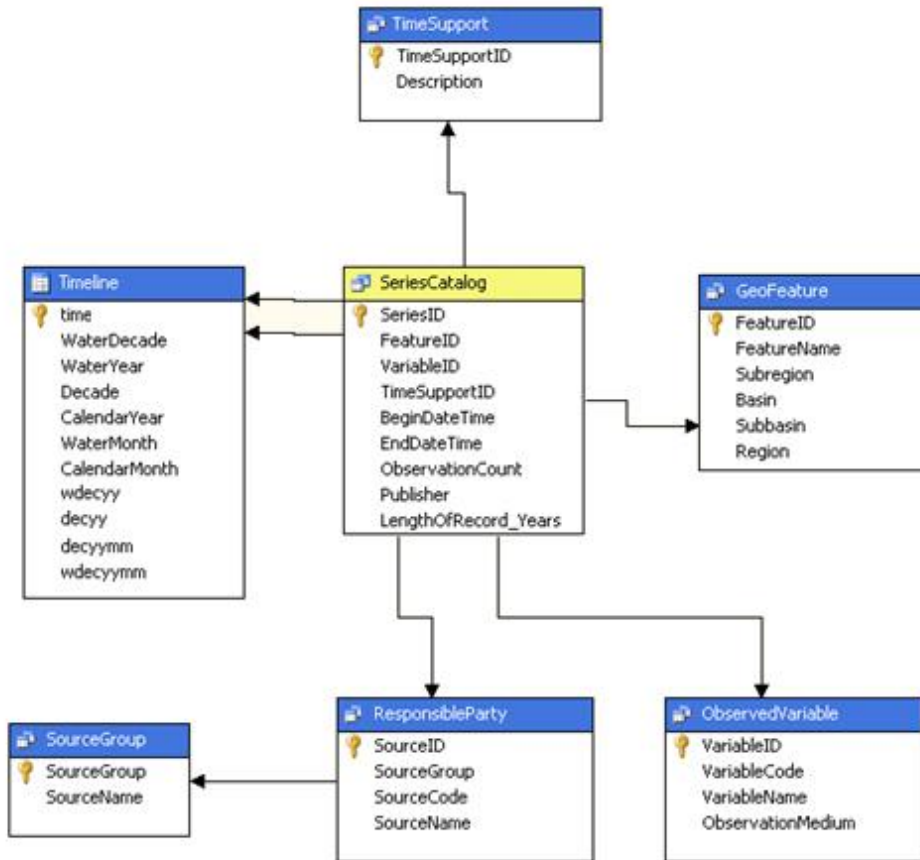 TimeSupport
TimeSupportID
Description
Timeline
time
WaterDecade
WaterYear
Decade
CalendarYear
WaterMonth
CalendarMonth
wdecyy
decyy
decyymm
wdecyymm
SeriesCatalog
SeriesID
FeatureID
VariableID
TimeSupportID
BeginDateTime
EndDateTime
ObservationCount
Publisher
LengthOfRecord_Years
GeoFeature
FeatureID
FeatureName
Subregion
Basin
Subbasin
Region
SourceGroup
SourceGroup
SourceName
ResponsibleParty
SourceID
SourceGroup
SourceCode
SourceName
ObservedVariable
VariableID
VariableCode
VariableName
ObservationMedium